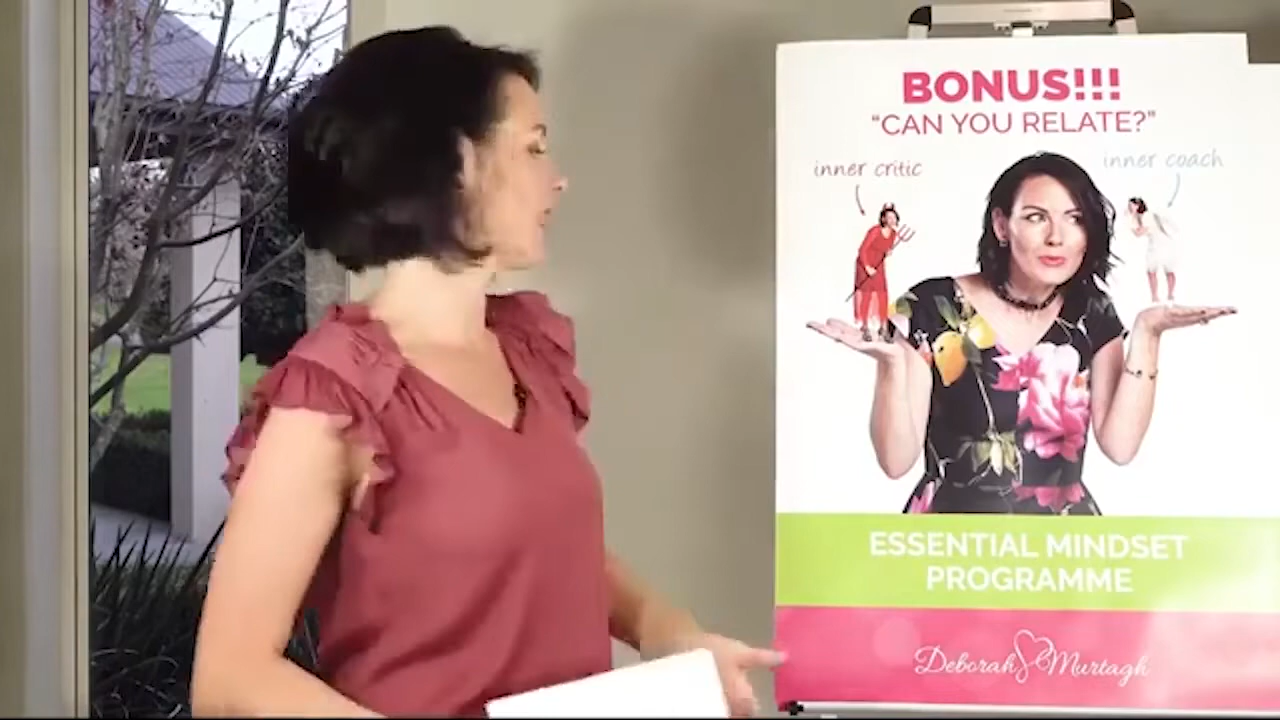 BONUS!!!
“CAN YOU RELATE?”
inner critic
inner coach
ESSENTIAL MINDSET
PROGRAMME
Deborah Murtagh